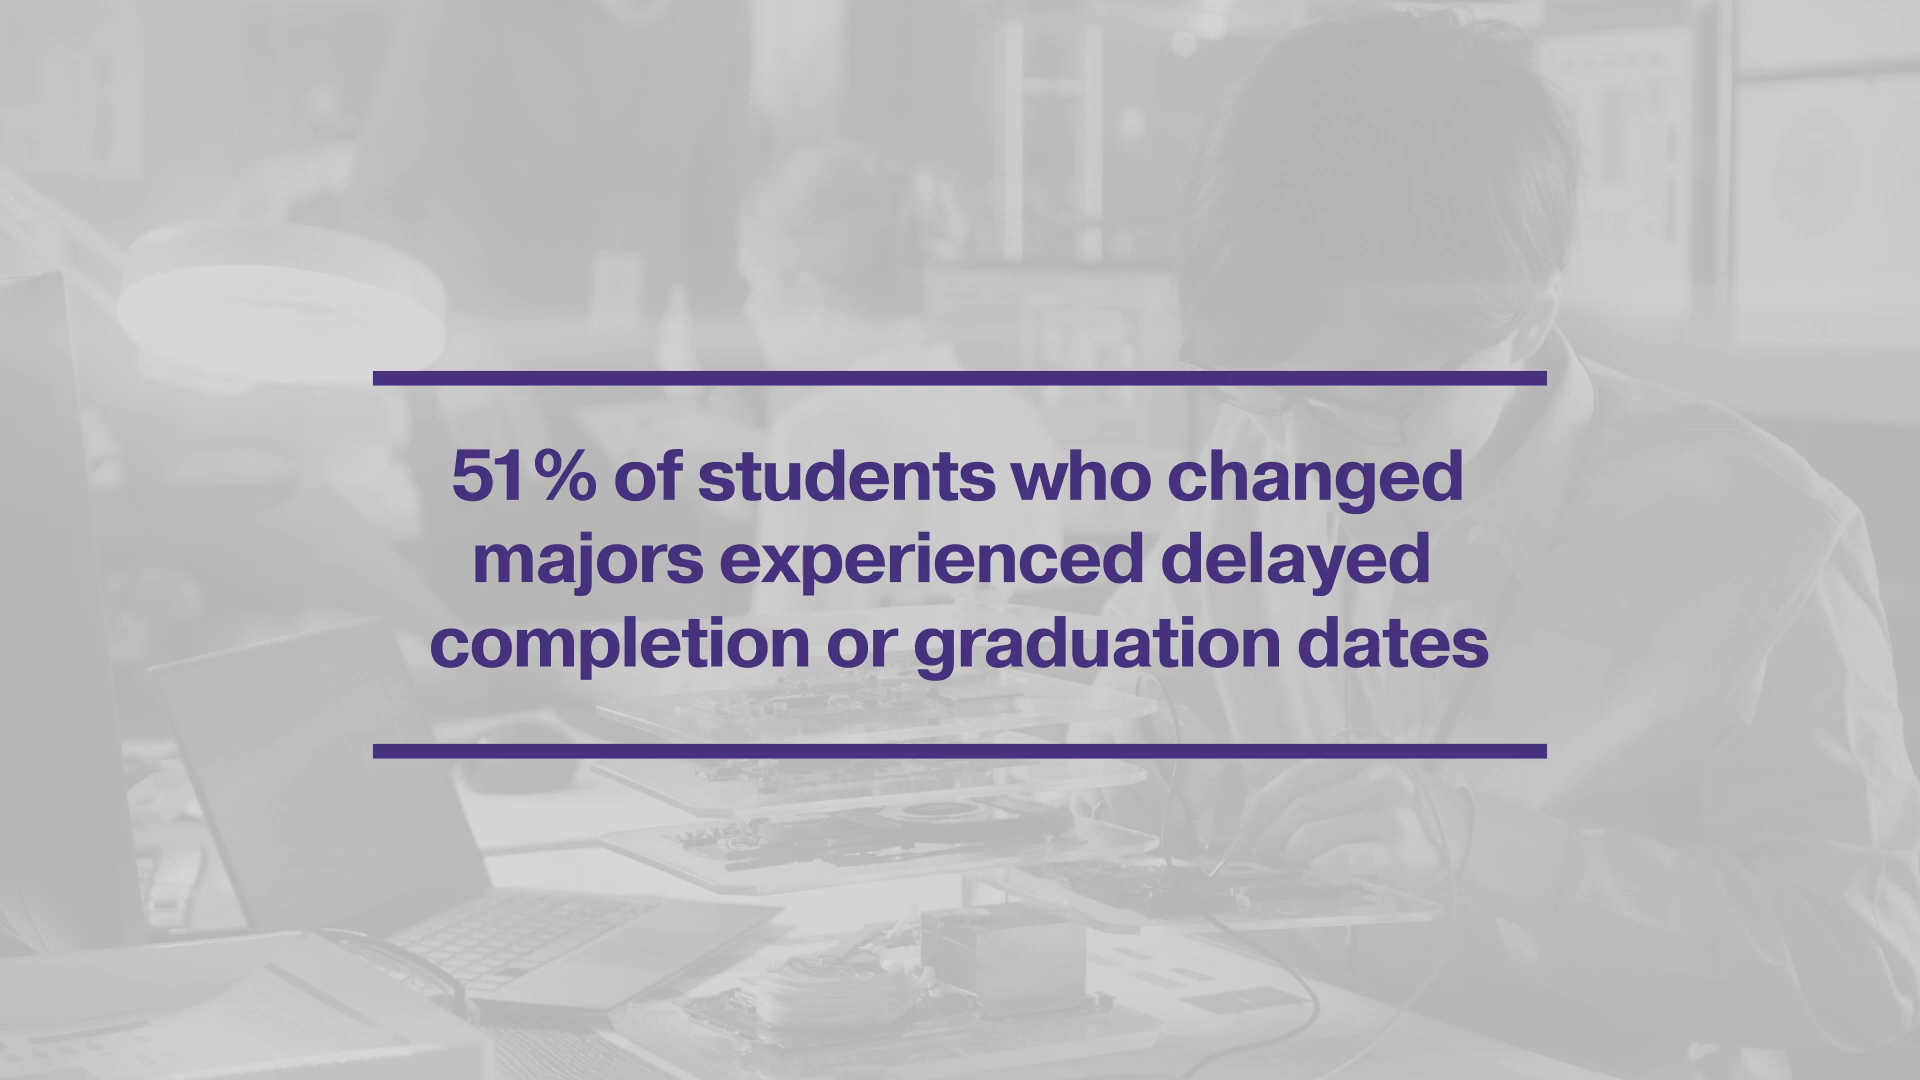 51% of students who changed
majors experienced delayed
completion or graduation dates